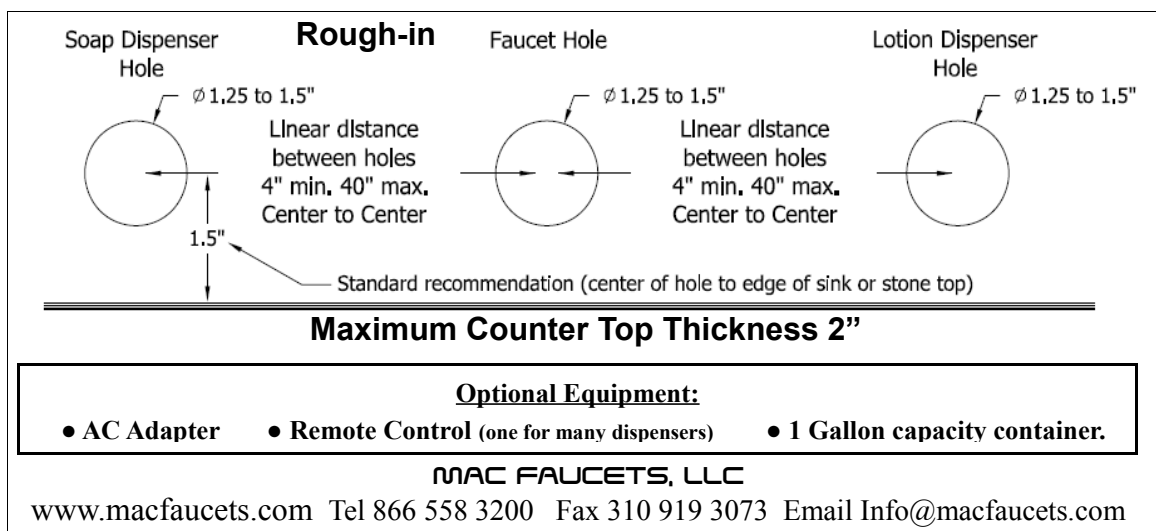 Rough-in
Soap Dispenser
Hole
Faucet Hole
Lotion Dispenser
Hole
Ø1.25 to 1.5"
Ø1.25 to 1.5"
Ø1.25 to 1.5"
Linear distance
between holes
4" min. 40" max.
Center to Center
Linear distance
between holes
4" min. 40" max.
Center to Center
1.5"
Standard recommendation (center of hole to edge of sink or stone top)
Maximum Counter Top Thickness 2”
Optional Equipment:
● AC Adapter ● Remote Control (one for many dispensers) ● 1 Gallon capacity container.
MAC FAUCETS, LLC
www.macfaucets.com Tel 866 558 3200 Fax 310 919 3073 Email Info@macfaucets.com